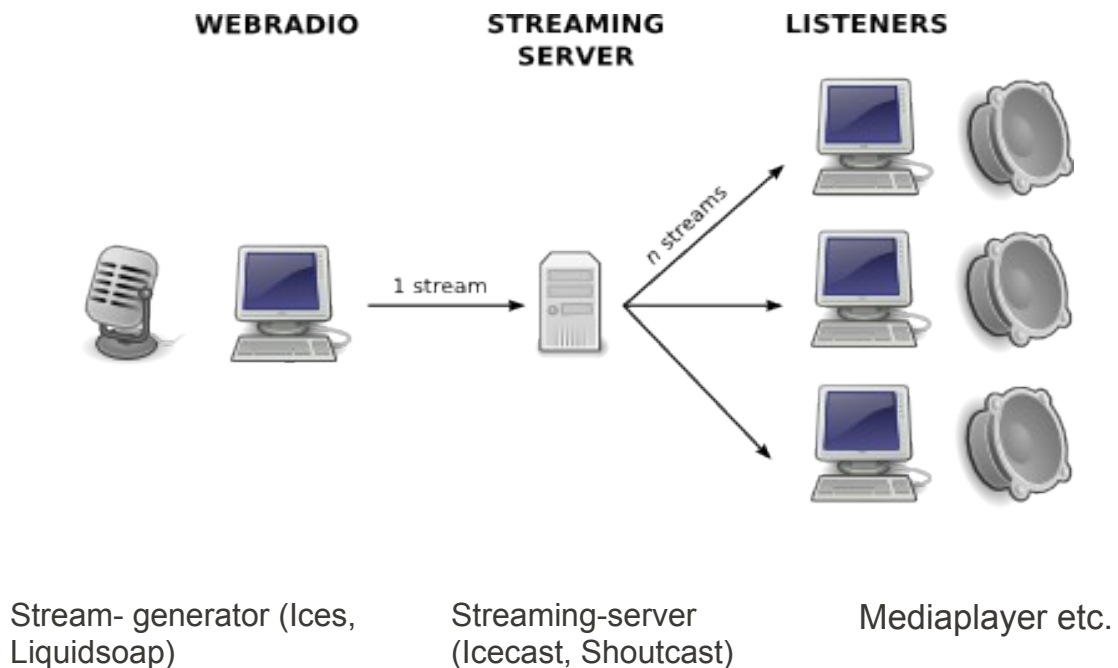 WEBRADIO
STREAMING
SERVER
LISTENERS
n streams
1 stream
Stream- generator (Ices,
Liquidsoap)
Streaming-server
(Icecast, Shoutcast)
Mediaplayer etc.